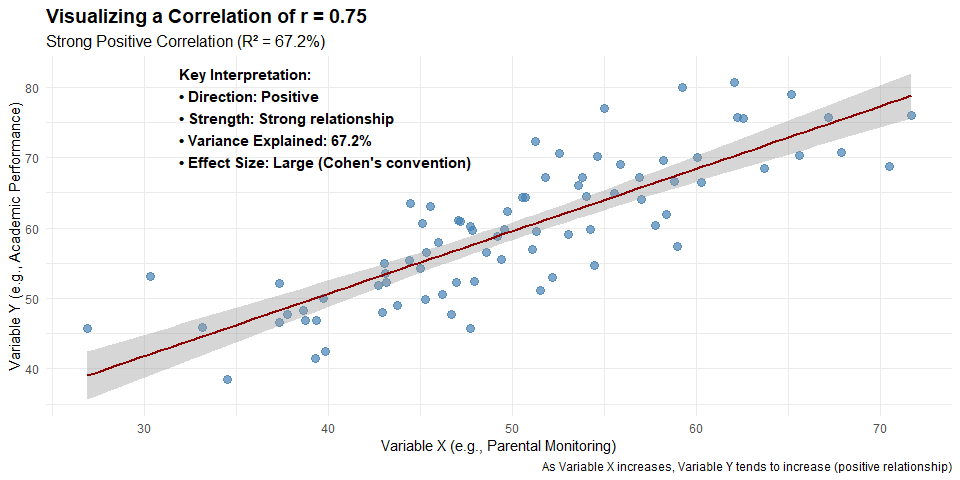 Visualizing a Correlation of r = 0.75
Strong Positive Correlation (R² = 67.2%)
Key Interpretation:
• Direction: Positive
• Strength: Strong relationship
• Variance Explained: 67.2%
• Effect Size: Large (Cohen's convention)
Variable Y (e.g., Academic Performance)
80
70
60
50
40
30
40
50
60
70
Variable X (e.g., Parental Monitoring)
As Variable X increases, Variable Y tends to increase (positive relationship)